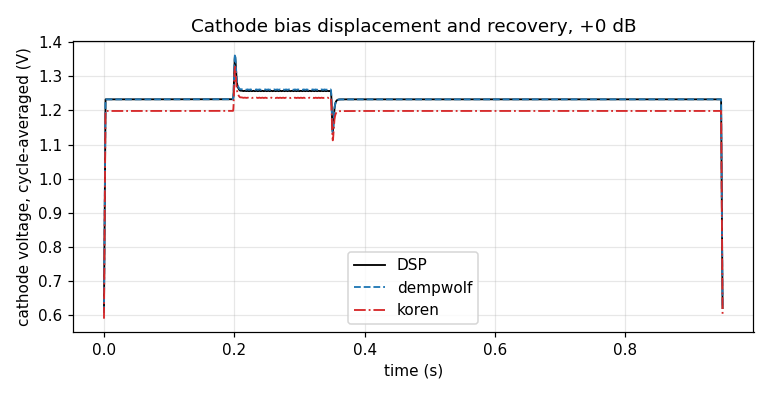 Cathode bias displacement and recovery, +0 dB
cathode voltage, cycle-averaged (V)
1.4
1.3
1.2
1.1
1.0
0.9
0.8
0.7
0.6
DSP
dempwolf
koren
0.0
0.2
0.4
0.6
0.8
time (s)